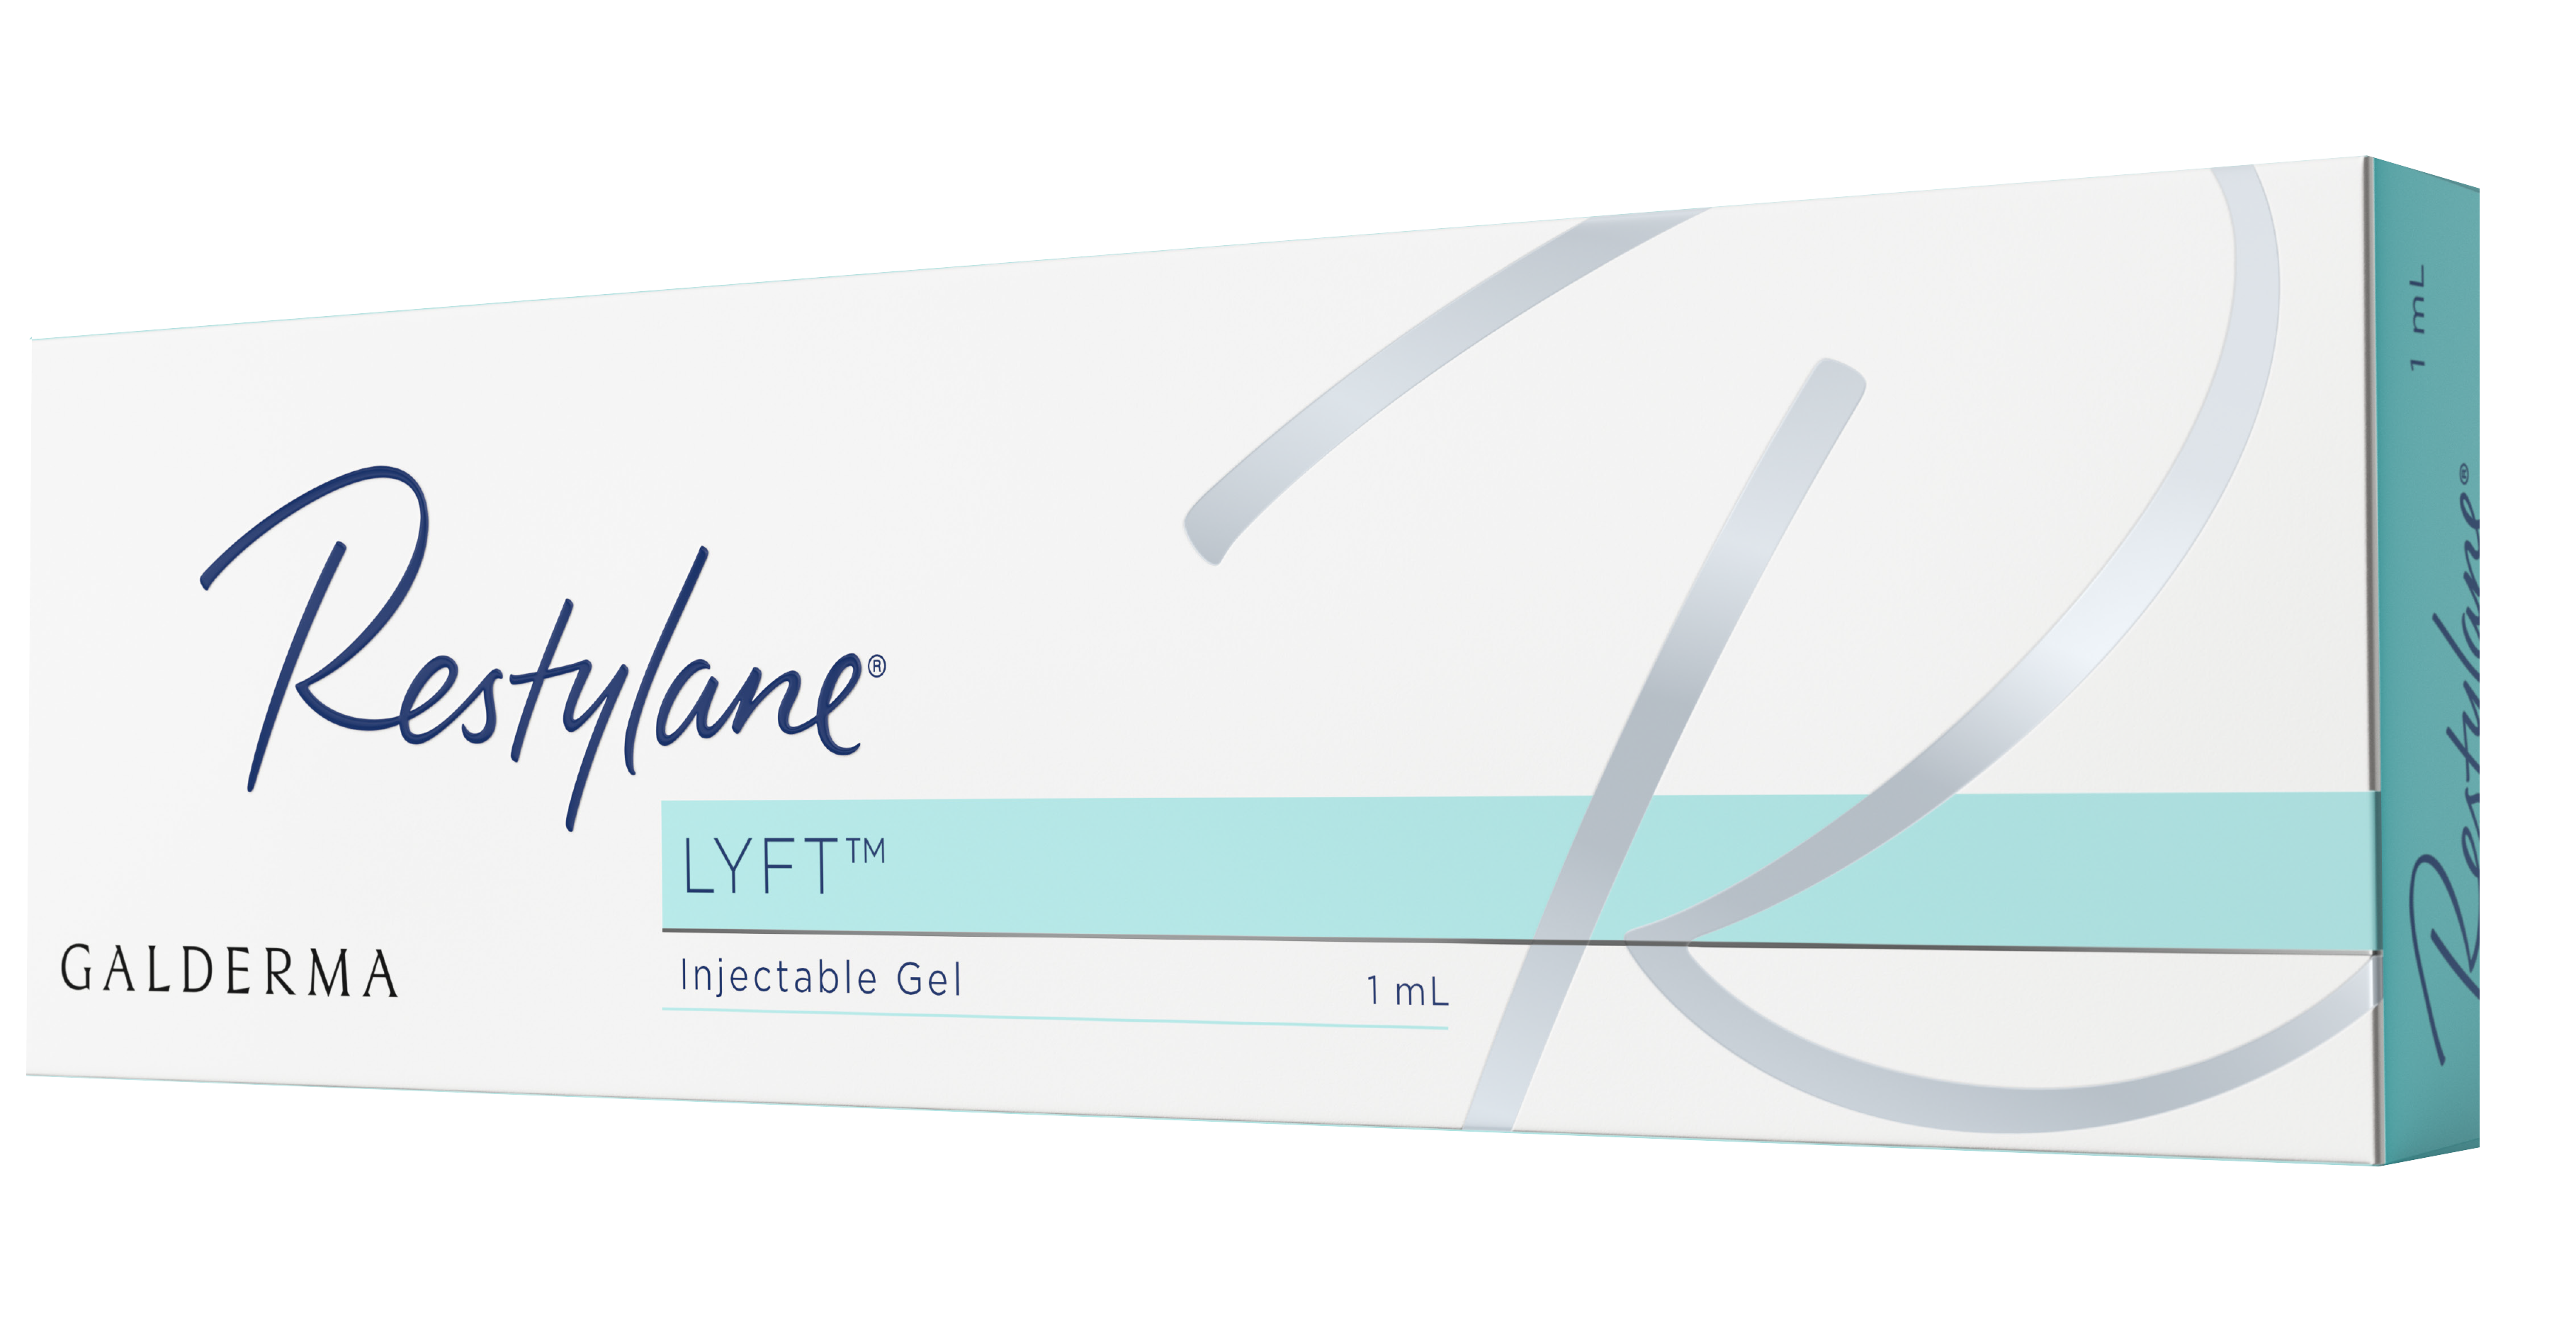 Restylane®
LYFT™
GALDERMA
Injectable Gel
1 mL
1 mL
Restylane®